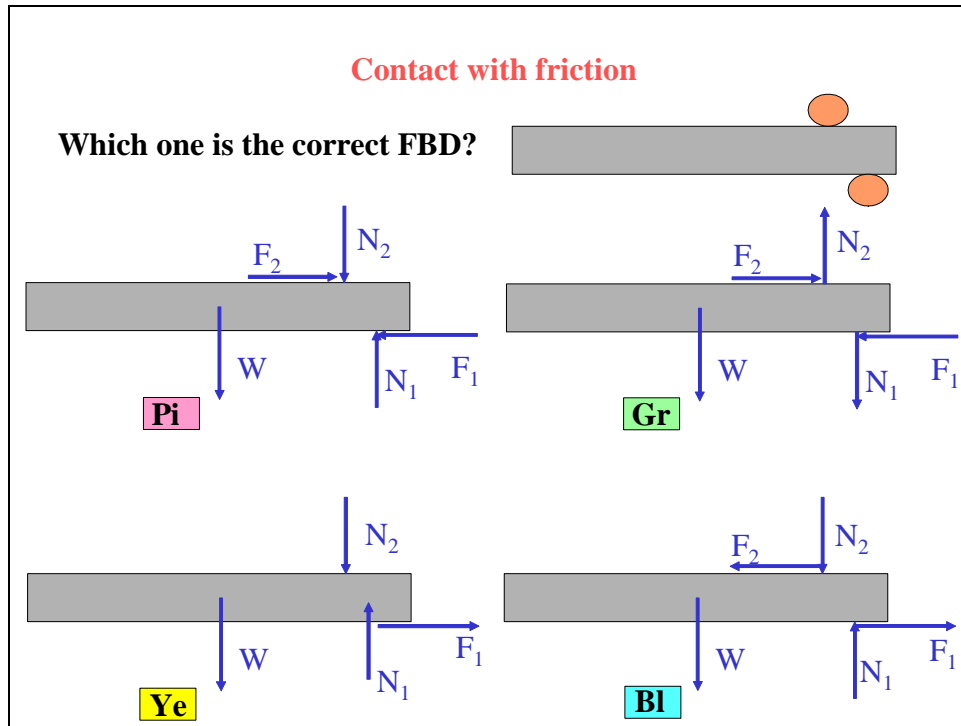 Contact with friction
Which one is the correct FBD?
N2
F2
W
N1
F1
Pi
N2
F2
W
N1
F1
Gr
N2
W
F1
N1
Ye
F2
N2
W
N1
F1
Bl